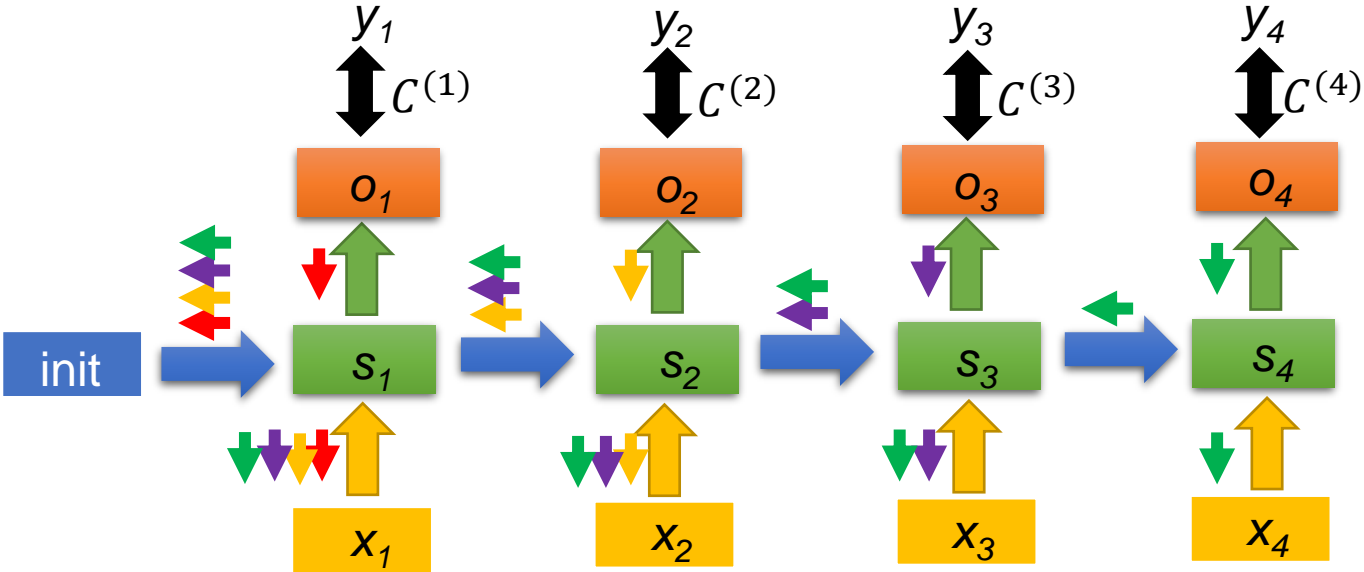 y₁ y₂ y₃ y₄
C⁽¹⁾ C⁽²⁾ C⁽³⁾ C⁽⁴⁾
o₁ o₂ o₃ o₄
init s₁ s₂ s₃ s₄
x₁ x₂ x₃ x₄